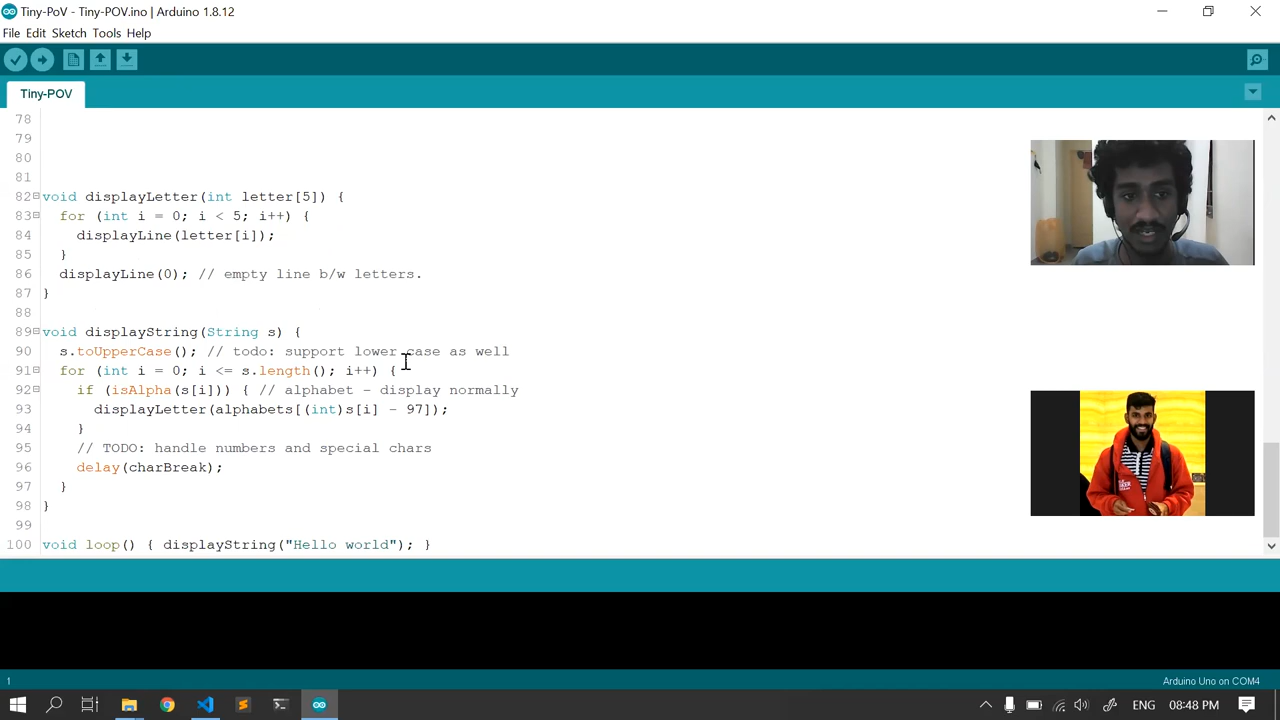 Tiny-PoV - Tiny-POV.ino | Arduino 1.8.12
File Edit Sketch Tools Help
Tiny-POV
78
79
80
81
82 void displayLetter(int letter[5]) {
83 for (int i = 0; i < 5; i++) {
84 displayLine(letter[i]);
85 }
86 displayLine(0); // empty line b/w letters.
87 }
88
89 void displayString(String s) {
90 s.toUpperCase(); // todo: support lower case as well
91 for (int i = 0; i <= s.length(); i++) {
92 if (isAlpha(s[i])) { // alphabet - display normally
93 displayLetter(alphabets[(int)s[i] - 97]);
94 }
95 // TODO: handle numbers and special chars
96 delay(charBreak);
97 }
98 }
99
100 void loop() { displayString("Hello world"); }
1 Arduino Uno on COM4
ENG 08:48 PM